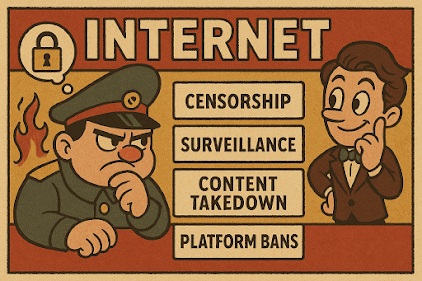 INTERNET
CENSORSHIP
SURVEILLANCE
CONTENT
TAKEDOWN
PLATFORM BANS